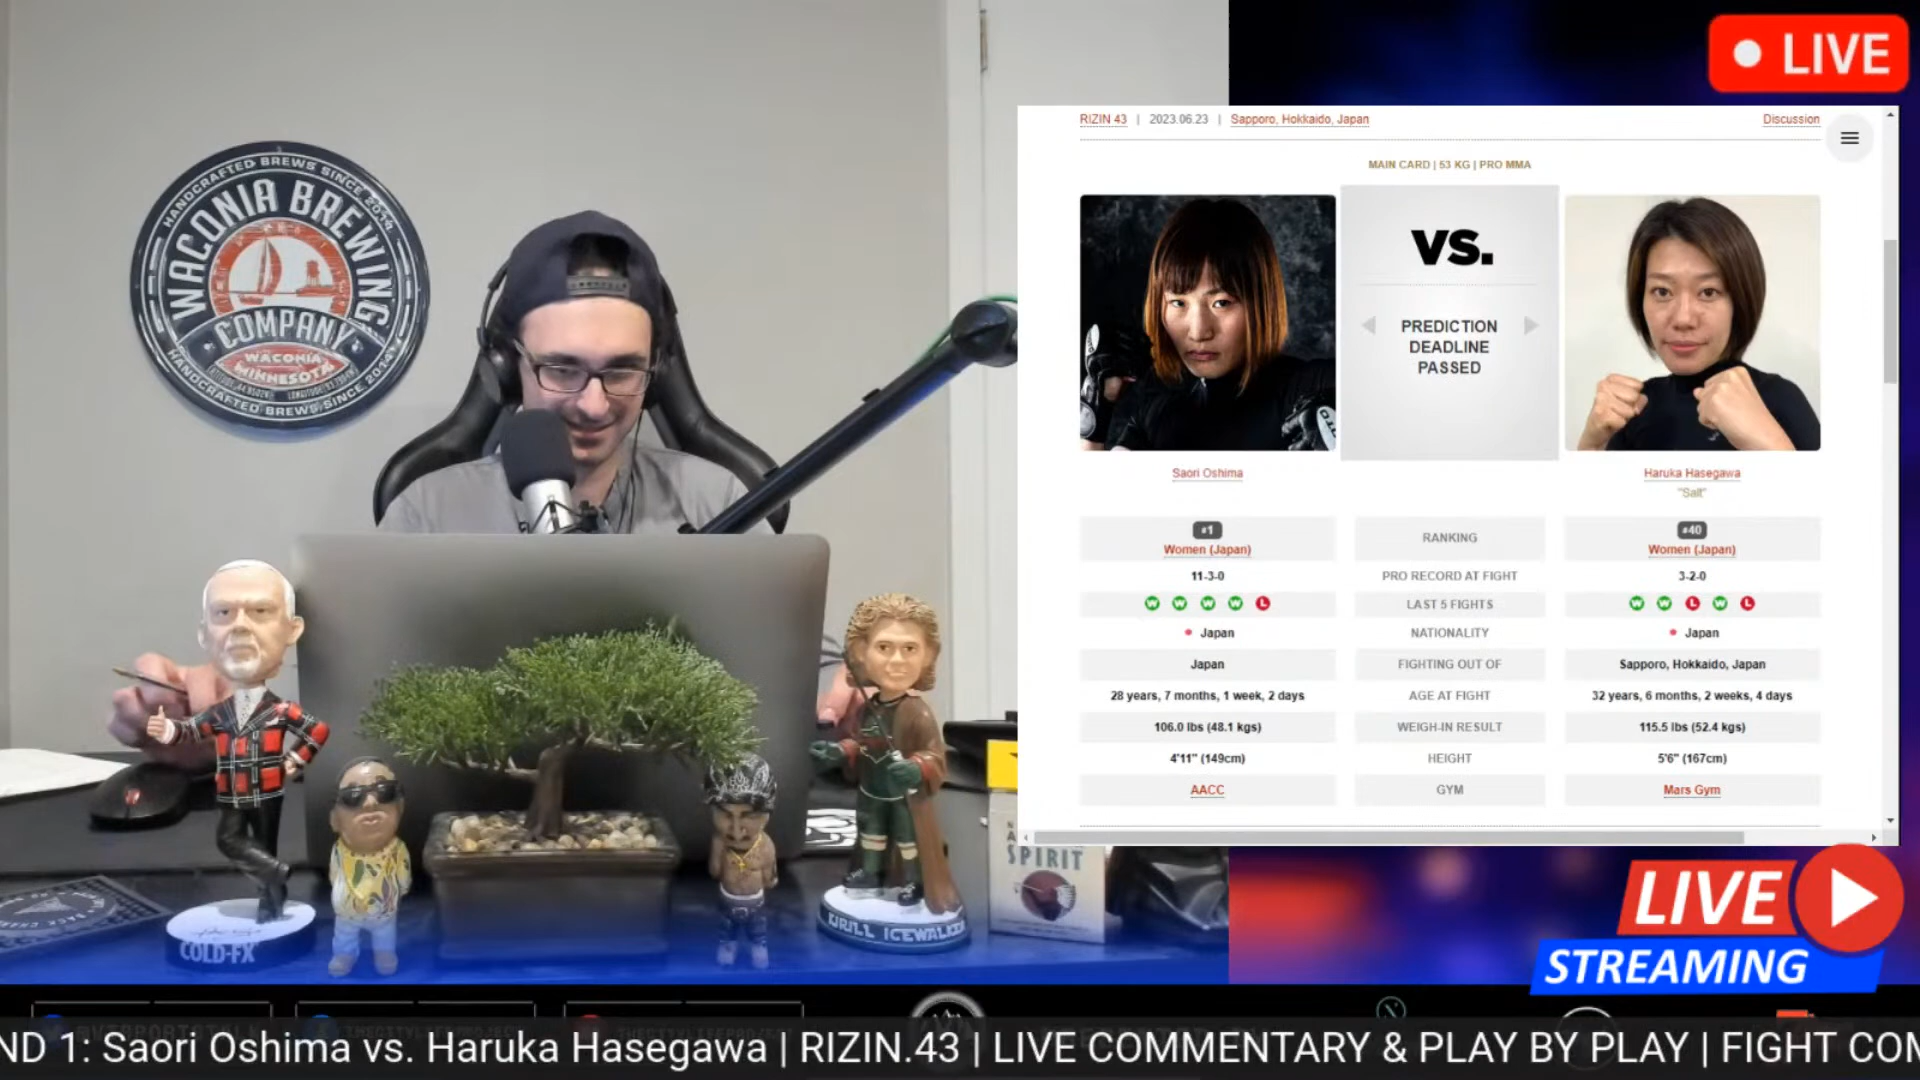 LIVE
RIZIN 43 | 2023.06.23 | Sapporo, Hokkaido, Japan
Discussion
MAIN CARD | 53 KG | PRO MMA
VS.
PREDICTION
DEADLINE
PASSED
Saori Oshima
Haruka Hasegawa
"Salt"
#1 RANKING #40
Women (Japan) Women (Japan)
11-3-0 PRO RECORD AT FIGHT 3-2-0
W W W W L LAST 5 FIGHTS W W L W L
Japan NATIONALITY Japan
Japan FIGHTING OUT OF Sapporo, Hokkaido, Japan
28 years, 7 months, 1 week, 2 days AGE AT FIGHT 32 years, 6 months, 2 weeks, 4 days
106.0 lbs (48.1 kgs) WEIGH-IN RESULT 115.5 lbs (52.4 kgs)
4'11" (149cm) HEIGHT 5'6" (167cm)
AACC GYM Mars Gym
HANDCRAFTED BREWS SINCE 2014
WACONIA BREWING
COMPANY
WACONIA
MINNESOTA
HANDCRAFTED BREWS SINCE 2014
SPIRIT
COLD-FX
KIRILL ICEWALKER
LIVE
STREAMING
ND 1: Saori Oshima vs. Haruka Hasegawa | RIZIN.43 | LIVE COMMENTARY & PLAY BY PLAY | FIGHT COM